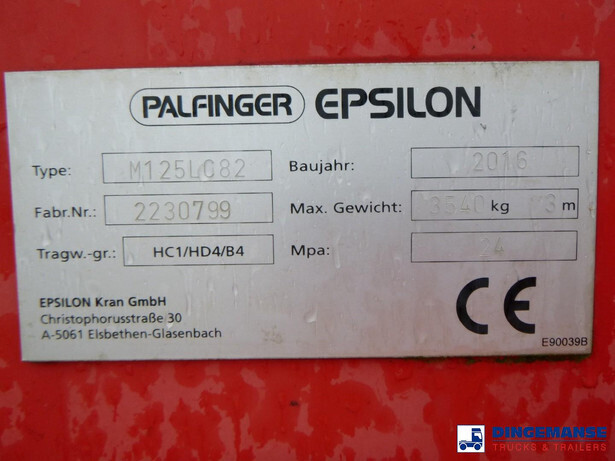 PALFINGER EPSILON
Type: M125LC82 Baujahr: 2016
Fabr.Nr.: 2230799 Max. Gewicht: 3540 kg 3 m
Tragw.-gr.: HC1/HD4/B4 Mpa: 24
EPSILON Kran GmbH
Christophorusstraße 30
A-5061 Elsbethen-Glasenbach
CE
E90039B
DINGEMANSE
TRUCKS & TRAILERS